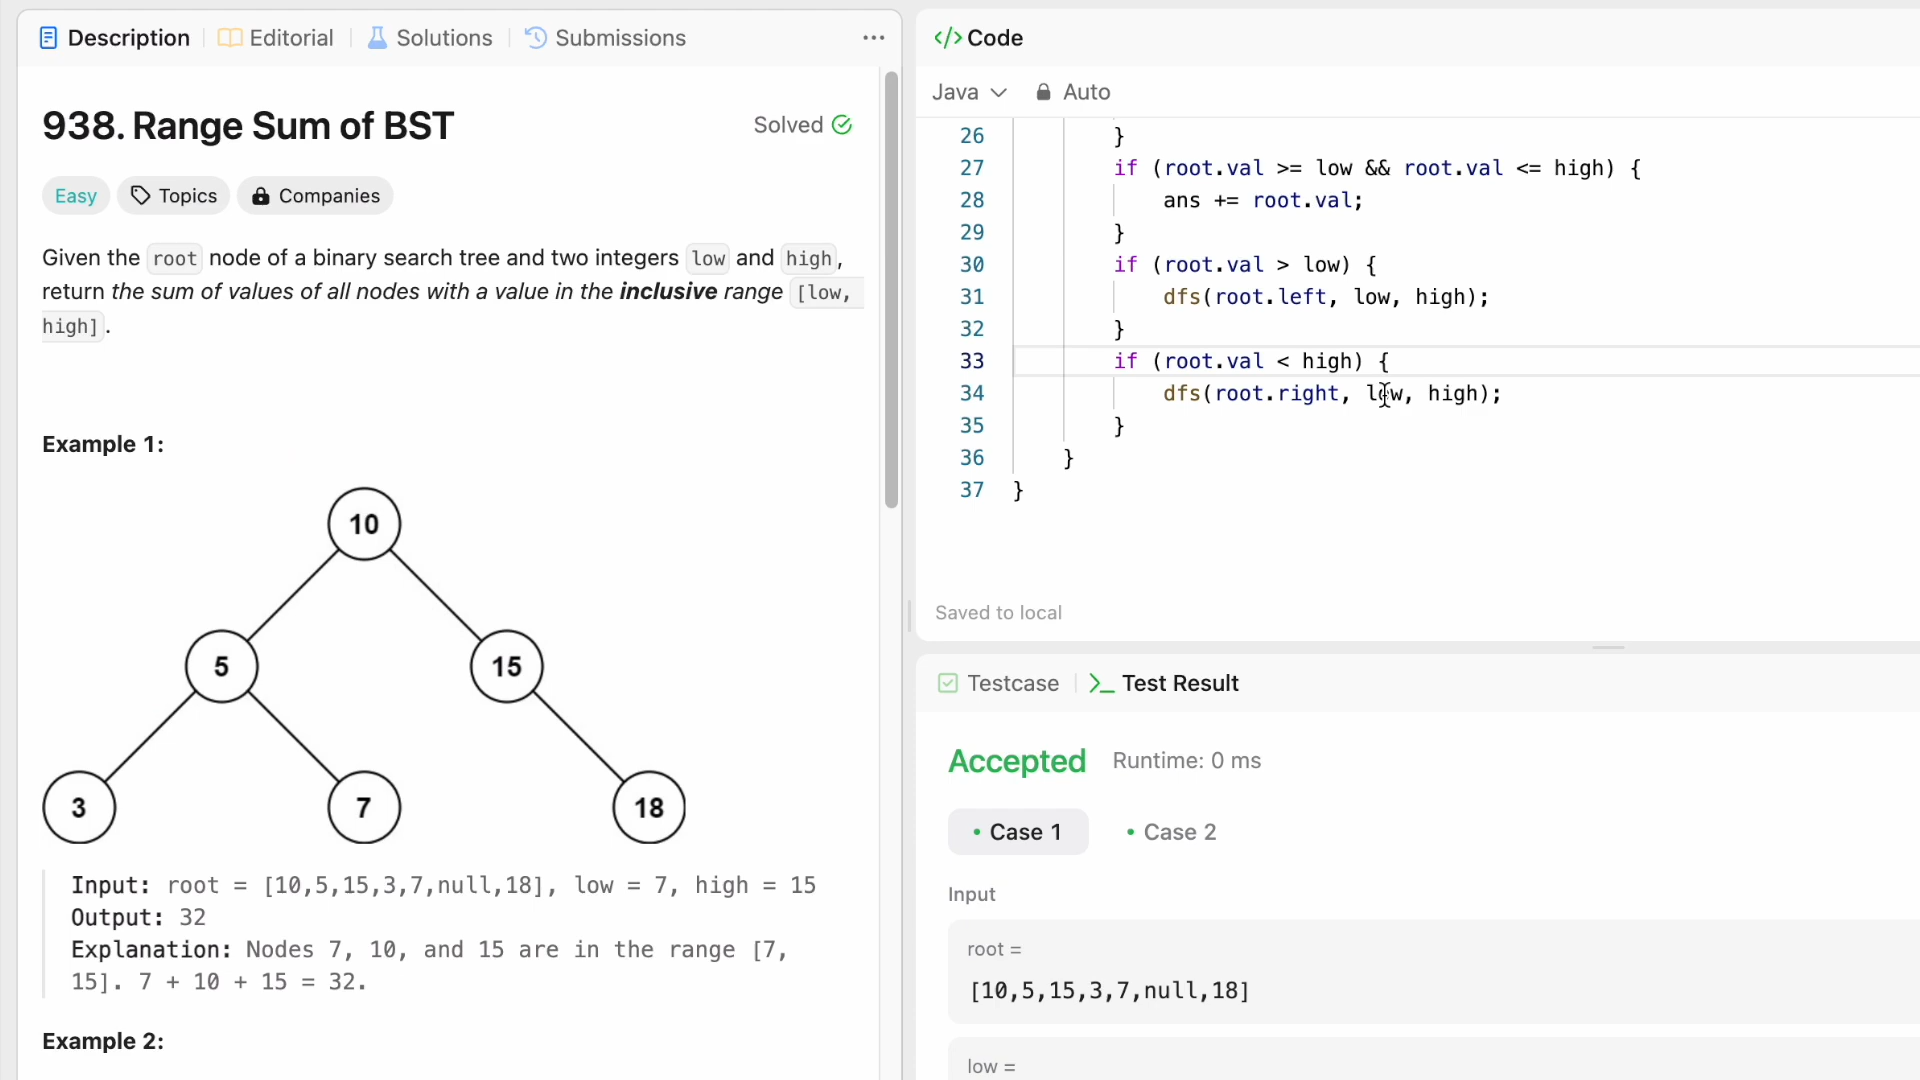 Description
Editorial
Solutions
Submissions
938. Range Sum of BST
Solved
Easy
Topics
Companies
Given the root node of a binary search tree and two integers low and high,
return the sum of values of all nodes with a value in the inclusive range [low,
high].
Example 1:
10
5
15
3
7
18
Input: root = [10,5,15,3,7,null,18], low = 7, high = 15
Output: 32
Explanation: Nodes 7, 10, and 15 are in the range [7,
15]. 7 + 10 + 15 = 32.
Example 2:
</> Code
Java
Auto
26 }
27 if (root.val >= low && root.val <= high) {
28 ans += root.val;
29 }
30 if (root.val > low) {
31 dfs(root.left, low, high);
32 }
33 if (root.val < high) {
34 dfs(root.right, low, high);
35 }
36 }
37 }
Saved to local
Testcase
>_ Test Result
Accepted
Runtime: 0 ms
Case 1
Case 2
Input
root =
[10,5,15,3,7,null,18]
low =